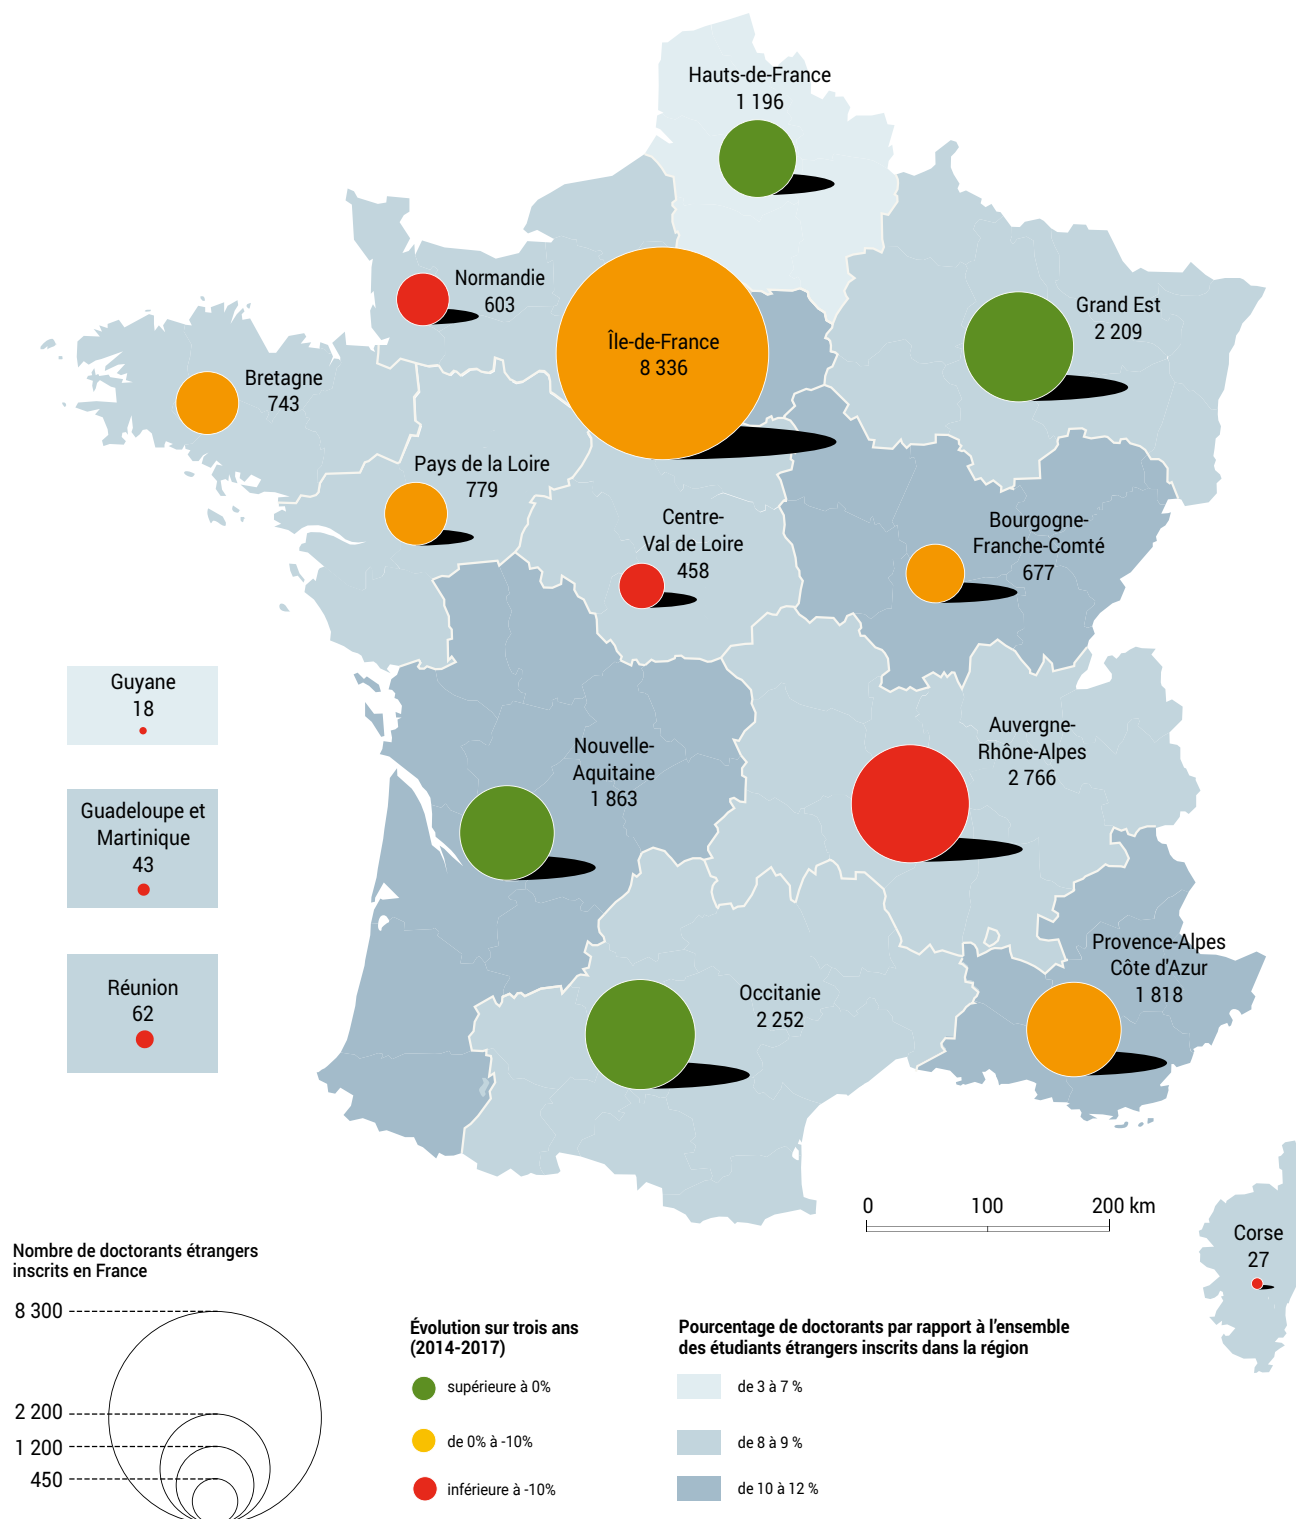 Hauts-de-France
1 196
Normandie
603
Île-de-France
8 336
Grand Est
2 209
Bretagne
743
Pays de la Loire
779
Centre-
Val de Loire
458
Bourgogne-
Franche-Comté
677
Guyane
18
Guadeloupe et
Martinique
43
Réunion
62
Nouvelle-
Aquitaine
1 863
Auvergne-
Rhône-Alpes
2 766
Occitanie
2 252
Provence-Alpes
Côte d'Azur
1 818
Corse
27
0 100 200 km
Nombre de doctorants étrangers
inscrits en France
8 300
2 200
1 200
450
Évolution sur trois ans
(2014-2017)
supérieure à 0%
de 0% à -10%
inférieure à -10%
Pourcentage de doctorants par rapport à l’ensemble
des étudiants étrangers inscrits dans la région
de 3 à 7 %
de 8 à 9 %
de 10 à 12 %